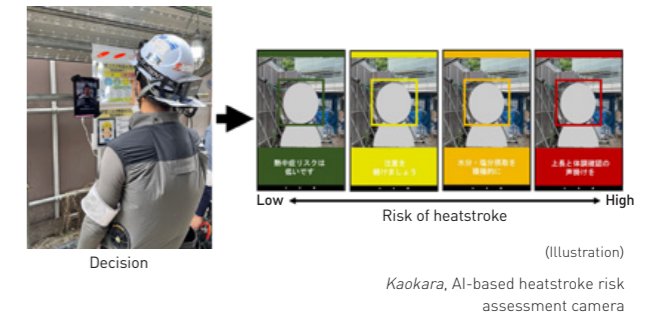 熱中症リスクは
低いです
注意を
続けましょう
水分・塩分摂取を
積極的に
上長と体調確認の
声掛けを
Low
High
Risk of heatstroke
Decision
(Illustration)
Kaokara, AI-based heatstroke risk
assessment camera